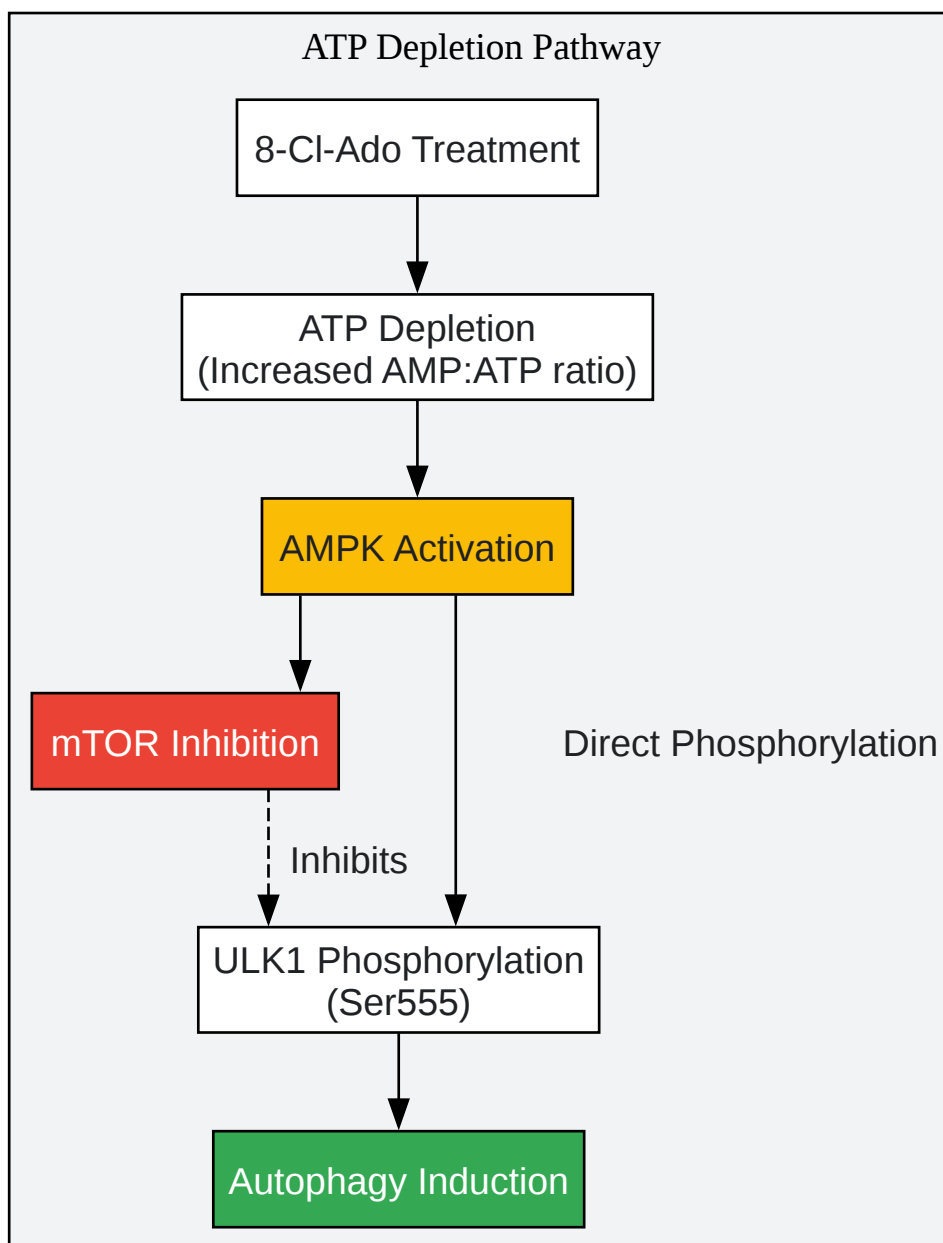 ATP Depletion Pathway
8-Cl-Ado Treatment
ATP Depletion
(Increased AMP:ATP ratio)
AMPK Activation
mTOR Inhibition
Direct Phosphorylation
Inhibits
ULK1 Phosphorylation
(Ser555)
Autophagy Induction